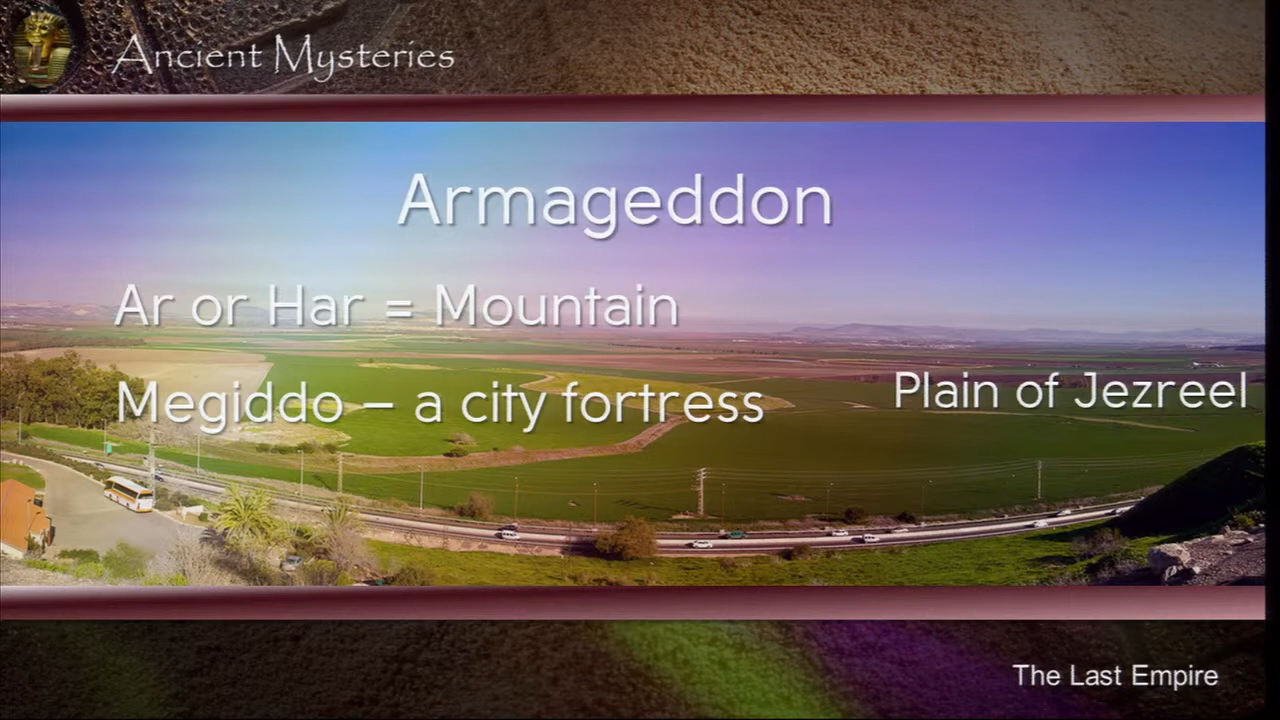 Ancient Mysteries
Armageddon
Ar or Har = Mountain
Megiddo – a city fortress
Plain of Jezreel
The Last Empire